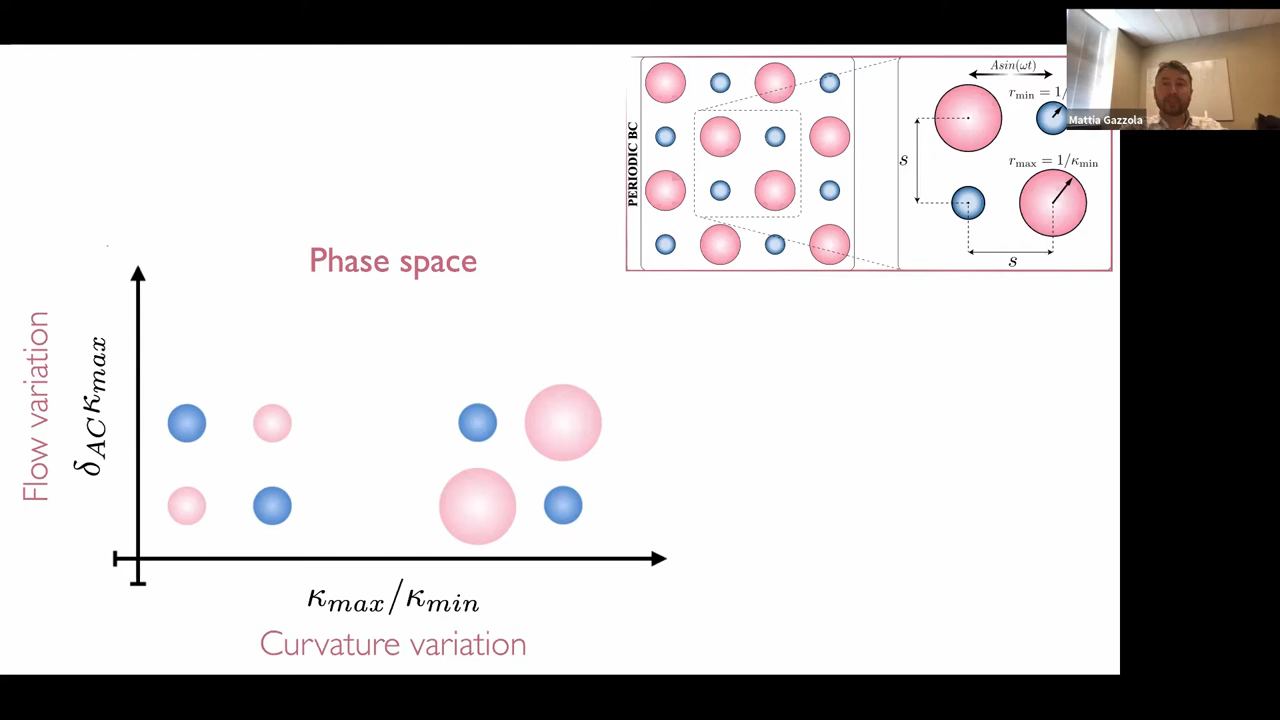 Asin(ωt)
r_min = 1/
Mattia Gazzola
PERIODIC BC
s
r_max = 1/κ_min
s
Phase space
Flow variation
δ_AC κ_max
κ_max/κ_min
Curvature variation